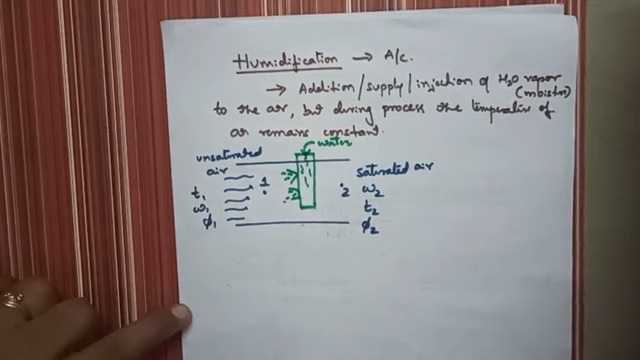 Humidification → A/c.
→ Addition/supply/injection of H2O vapor
(moistur)
to the air, but during process the temperature of
air remains constant.
water
unsaturated
air
saturated air
t1
ω1
ϕ1
1
2
ω2
t2
ϕ2